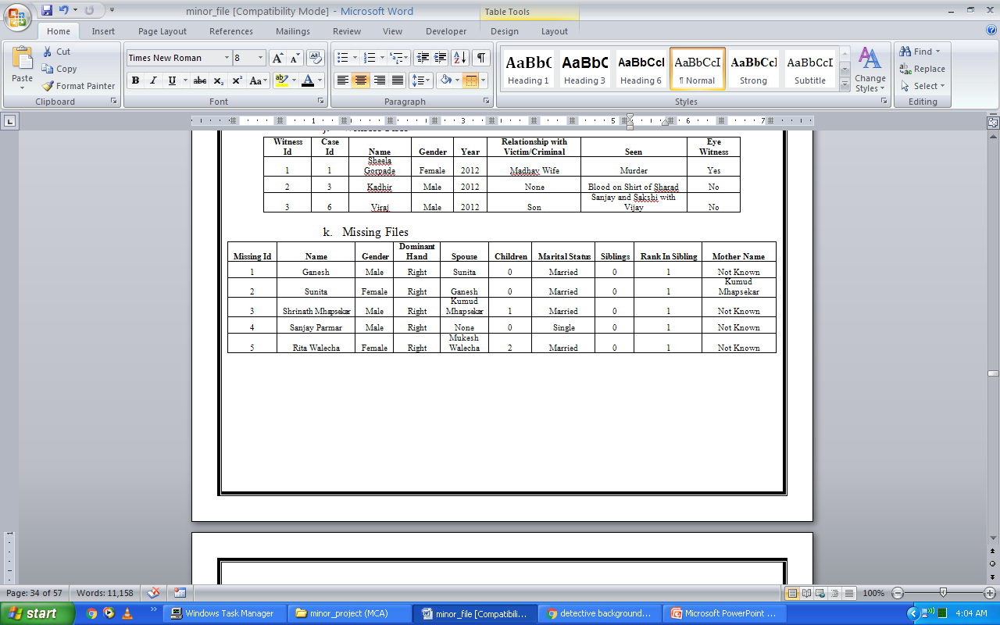 minor_file [Compatibility Mode] - Microsoft Word
Table Tools
Home Insert Page Layout References Mailings Review View Developer Design Layout
Paste
Cut
Copy
Format Painter
Clipboard
Times New Roman 8
Font
Paragraph
AaBb( AaBbC AaBbCcI AaBbCcI AaBbCcI AaBbCcI
Heading 1 Heading 3 Heading 6 ¶ Normal Strong Subtitle
Change Styles
Styles
Find
Replace
Select
Editing
1 3 5 6 7
Witness Id Case Id Name Gender Year Relationship with Victim/Criminal Seen Eye Witness
1 1 Sheela Gorpade Female 2012 Madhav Wife Murder Yes
2 3 Kadhir Male 2012 None Blood on Shirt of Sharad No
3 6 Viraj Male 2012 Son Sanjay and Sakshi with Vijay No
k. Missing Files
Missing Id Name Gender Dominant Hand Spouse Children Marital Status Siblings Rank In Sibling Mother Name
1 Ganesh Male Right Sunita 0 Married 0 1 Not Known
2 Sunita Female Right Ganesh 0 Married 0 1 Kumud Mhapsekar
3 Shrinath Mhapsekar Male Right Kumud Mhapsekar 1 Married 0 1 Not Known
4 Sanjay Parmar Male Right None 0 Single 0 1 Not Known
5 Rita Walecha Female Right Mukesh Walecha 2 Married 0 1 Not Known
Page: 34 of 57 Words: 11,158 100%
start Windows Task Manager minor_project (MCA) minor_file [Compatibili... detective background... Microsoft PowerPoint ... 4:04 AM